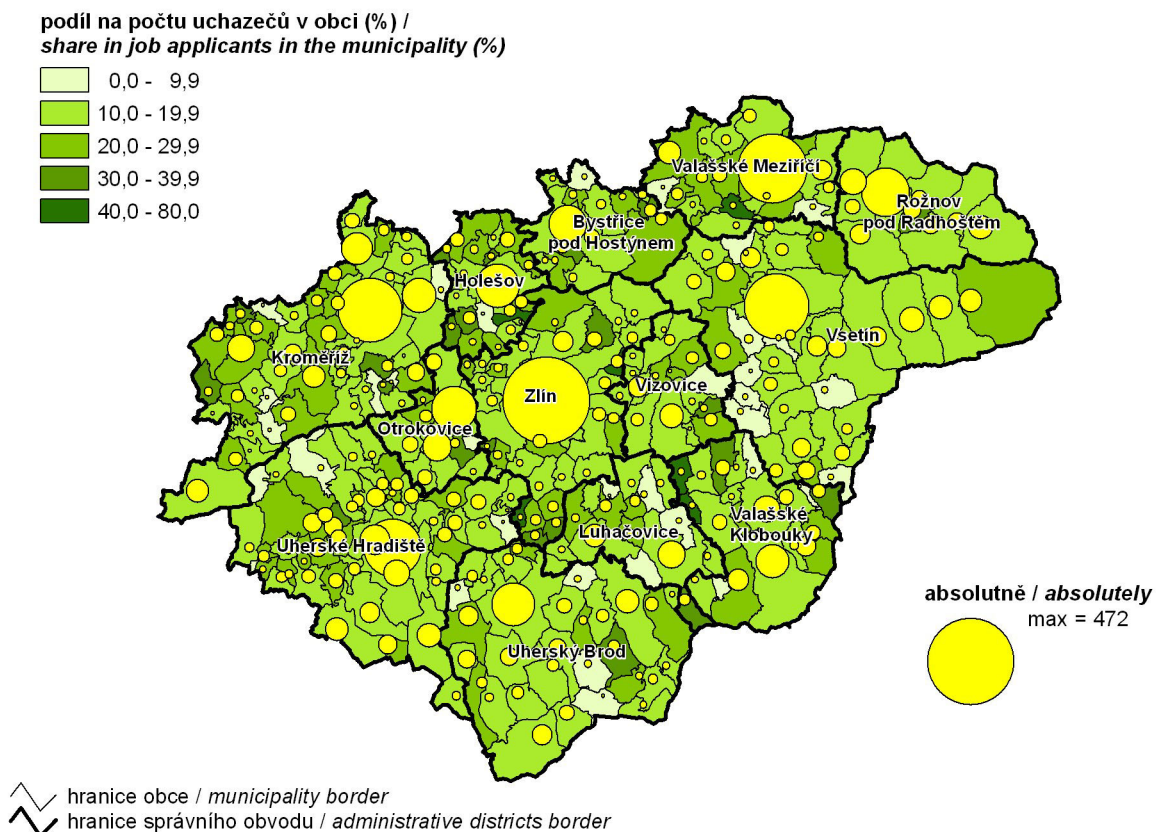 podíl na počtu uchazečů v obci (%) /
share in job applicants in the municipality (%)
0,0 - 9,9
10,0 - 19,9
20,0 - 29,9
30,0 - 39,9
40,0 - 80,0
Valašské Meziříčí
Rožnov
pod Radhoštěm
Bystřice
pod Hostýnem
Holešov
Kroměříž
Vsetín
Vizovice
Zlín
Otrokovice
Valašské
Klobouky
Luhačovice
Uherské Hradiště
Uherský Brod
absolutně / absolutely
max = 472
hranice obce / municipality border
hranice správního obvodu / administrative districts border